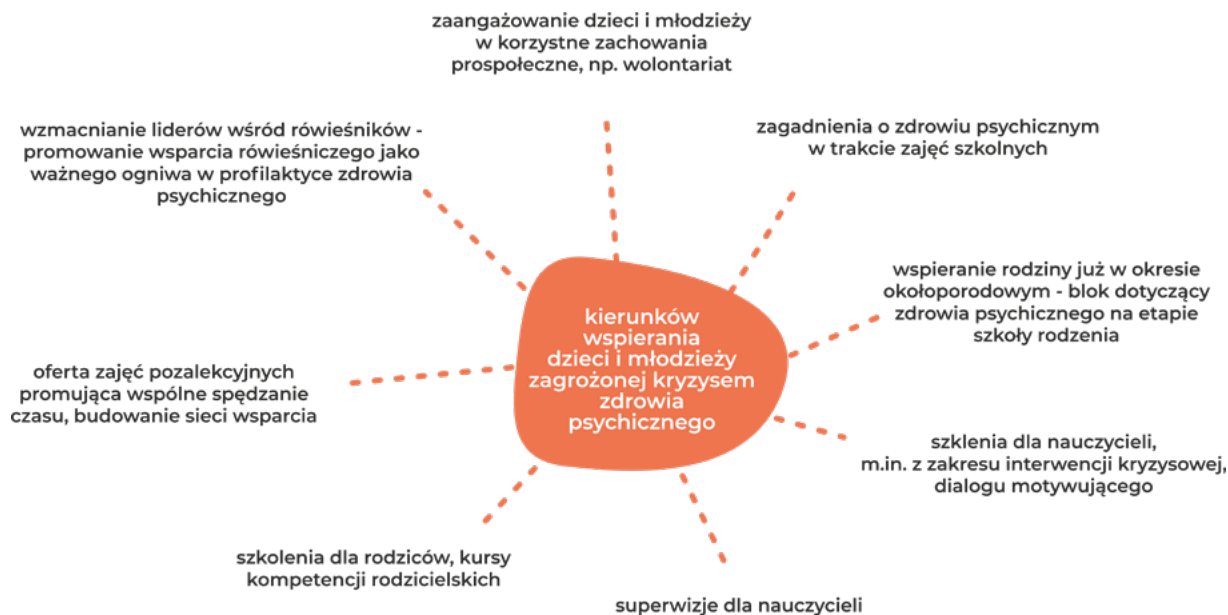 zaangażowanie dzieci i młodzieży
w korzystne zachowania
prospołeczne, np. wolontariat
wzmacnianie liderów wśród rówieśników -
promowanie wsparcia rówieśniczego jako
ważnego ogniwa w profilaktyce zdrowia
psychicznego
zagadnienia o zdrowiu psychicznym
w trakcie zajęć szkolnych
wspieranie rodziny już w okresie
okołoporodowym - blok dotyczący
zdrowia psychicznego na etapie
szkoły rodzenia
kierunków
wspierania
dzieci i młodzieży
zagrożonej kryzysem
zdrowia
psychicznego
oferta zajęć pozalekcyjnych
promująca wspólne spędzanie
czasu, budowanie sieci wsparcia
szklenia dla nauczycieli,
m.in. z zakresu interwencji kryzysowej,
dialogu motywującego
szkolenia dla rodziców, kursy
kompetencji rodzicielskich
superwizje dla nauczycieli